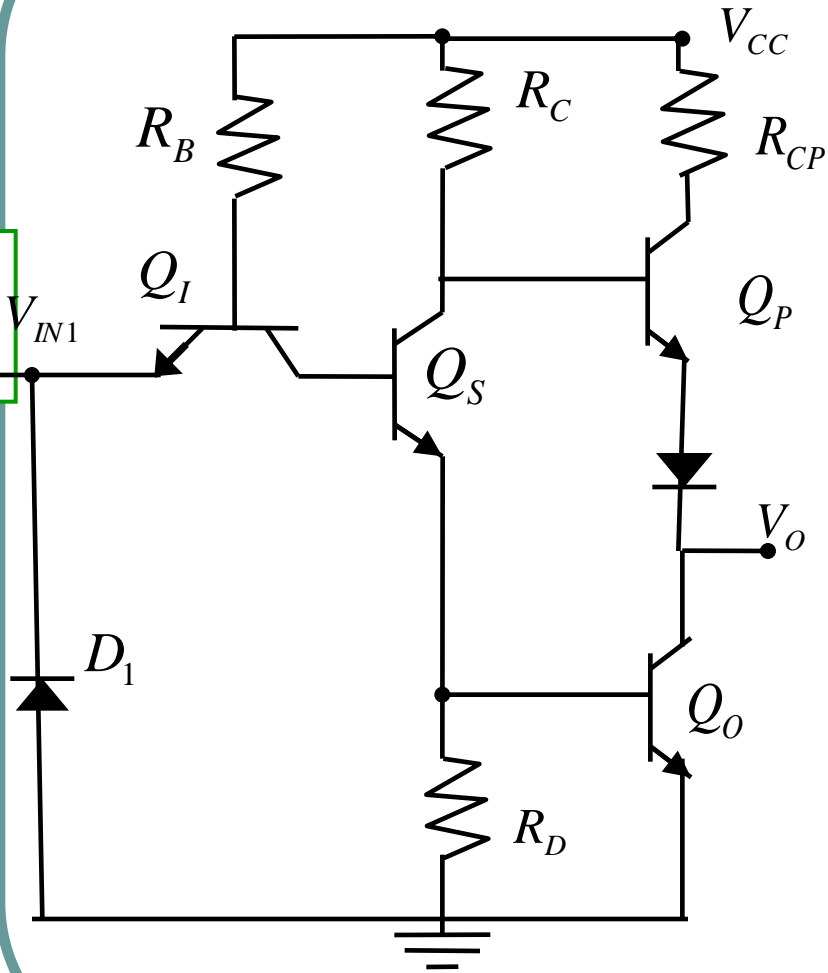 V_CC
R_C
R_B
R_CP
Q_I
Q_P
V_IN1
Q_S
V_O
D_1
Q_O
R_D